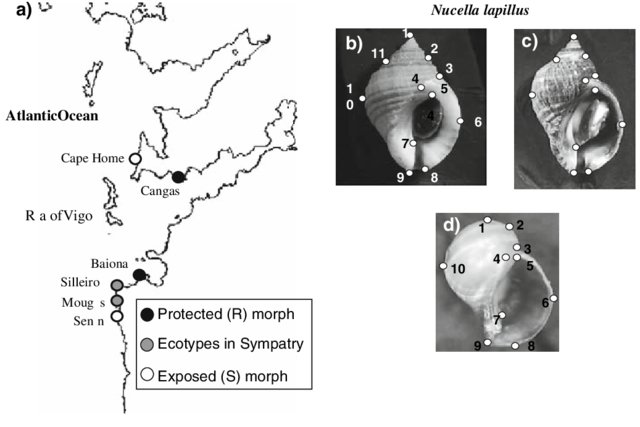 a)
Nucella lapillus
b)
c)
1
2
11
3
4
5
1
0
4
6
7
9
8
AtlanticOcean
Cape Home
Cangas
R a of Vigo
Baiona
Silleiro
Moug s
Sen n
Protected (R) morph
Ecotypes in Sympatry
Exposed (S) morph
d)
1
2
3
4
5
10
6
7
9
8